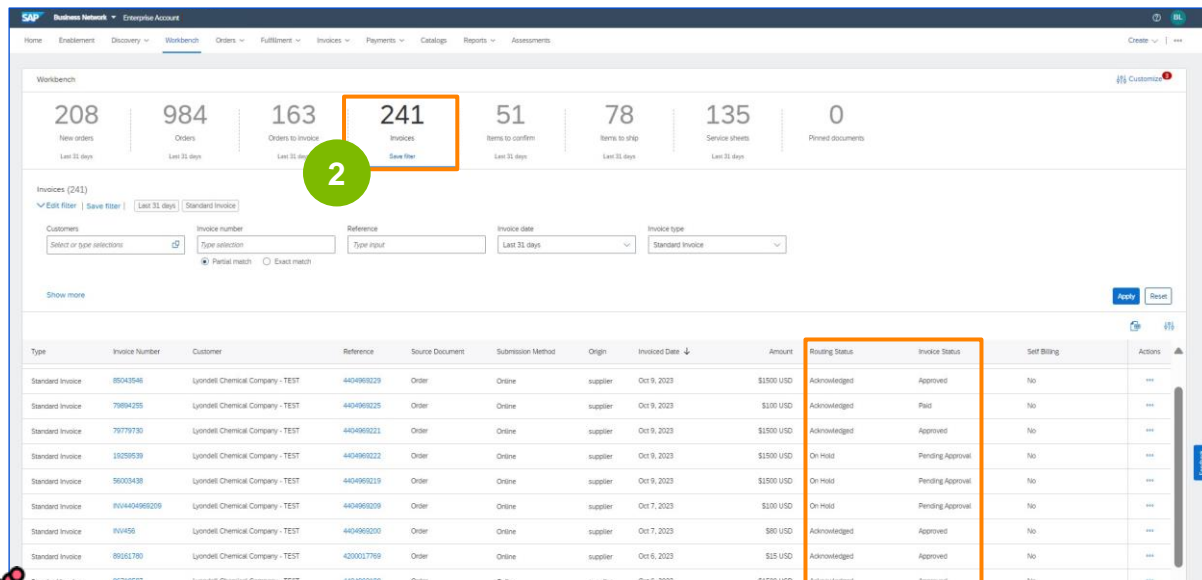 SAP Business Network Enterprise Account BL
Home Enablement Discovery Workbench Orders Fulfillment Invoices Payments Catalogs Reports Assessments Create
Workbench Customize 3
208 984 163 241 51 78 135 0
New orders Orders Orders to invoice Invoices Items to confirm Items to ship Service sheets Pinned documents
Last 31 days Last 31 days Last 31 Save filter Last 31 days Last 31 days Last 31 days
2
Invoices (241)
Edit filter | Save filter | Last 31 days Standard Invoice
Customers Invoice number Reference Invoice date Invoice type
Select or type selections Type selection Type input Last 31 days Standard Invoice
Partial match Exact match
Show more Apply Reset
Type Invoice Number Customer Reference Source Document Submission Method Origin Invoiced Date Amount Routing Status Invoice Status Self Billing Actions
Standard Invoice 85043546 Lyondell Chemical Company - TEST 4404969229 Order Online supplier Oct 9, 2023 $1500 USD Acknowledged Approved No
Standard Invoice 79894255 Lyondell Chemical Company - TEST 4404969225 Order Online supplier Oct 9, 2023 $100 USD Acknowledged Paid No
Standard Invoice 79779730 Lyondell Chemical Company - TEST 4404969221 Order Online supplier Oct 9, 2023 $1500 USD Acknowledged Approved No
Standard Invoice 19259539 Lyondell Chemical Company - TEST 4404969222 Order Online supplier Oct 9, 2023 $1500 USD On Hold Pending Approval No
Standard Invoice 56003438 Lyondell Chemical Company - TEST 4404969219 Order Online supplier Oct 9, 2023 $1500 USD On Hold Pending Approval No
Standard Invoice INV4404969209 Lyondell Chemical Company - TEST 4404969209 Order Online supplier Oct 7, 2023 $100 USD On Hold Pending Approval No
Standard Invoice INV456 Lyondell Chemical Company - TEST 4404969200 Order Online supplier Oct 7, 2023 $80 USD Acknowledged Approved No
Standard Invoice 89161780 Lyondell Chemical Company - TEST 4200017769 Order Online supplier Oct 6, 2023 $15 USD Acknowledged Approved No